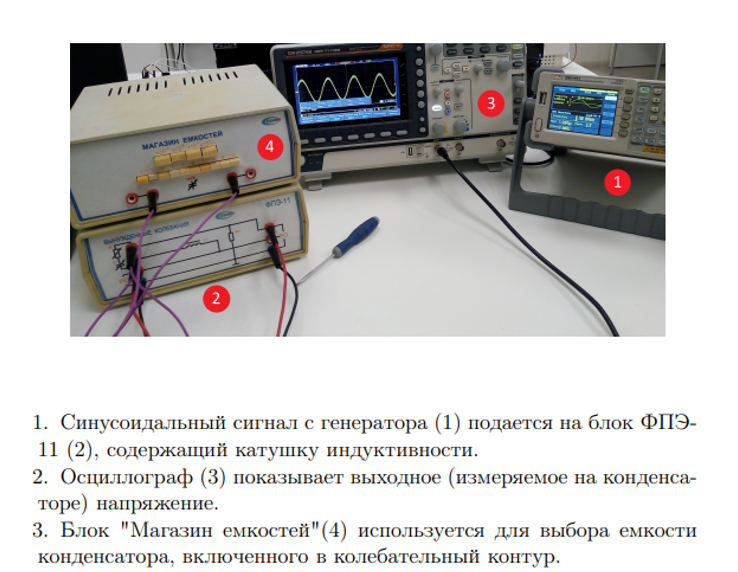 МАГАЗИН ЕМКОСТЕЙ
4
3
1
ФПЭ-11
ВЫНУЖДЕННЫЕ КОЛЕБАНИЯ
2
1. Синусоидальный сигнал с генератора (1) подается на блок ФПЭ-
11 (2), содержащий катушку индуктивности.
2. Осциллограф (3) показывает выходное (измеряемое на конденса-
торе) напряжение.
3. Блок "Магазин емкостей"(4) используется для выбора емкости
конденсатора, включенного в колебательный контур.